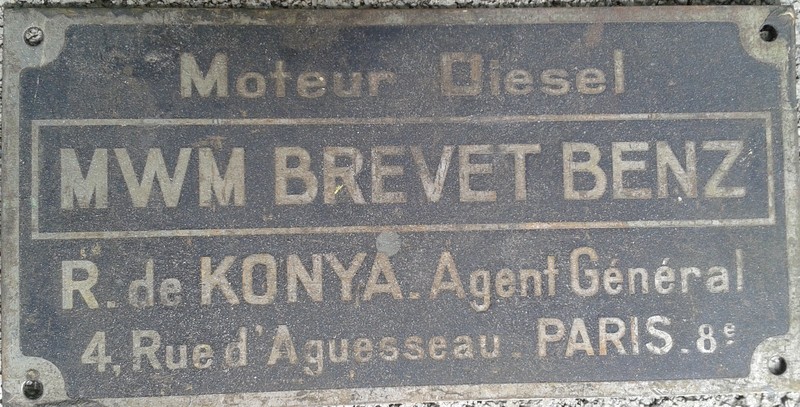 Moteur Diesel
MWM BREVET BENZ
R. de KONYA. Agent Général
4, Rue d'Aguesseau. PARIS. 8e